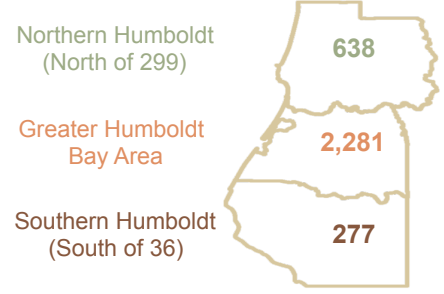 Northern Humboldt
(North of 299)
638
Greater Humboldt
Bay Area
2,281
Southern Humboldt
(South of 36)
277